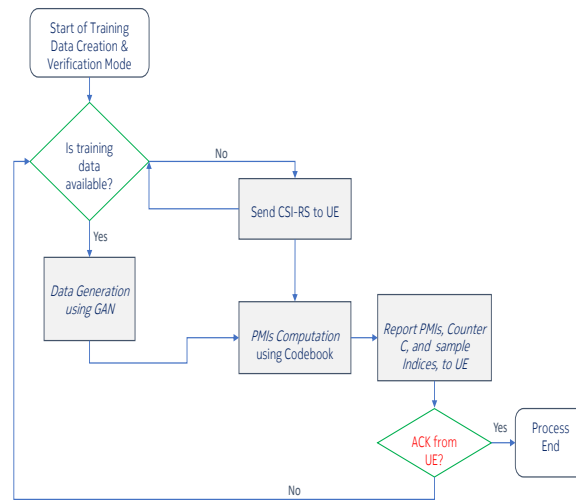 Start of Training
Data Creation &
Verification Mode
Is training
data
available?
No
Send CSI-RS to UE
Yes
Data Generation
using GAN
PMIs Computation
using Codebook
Report PMIs, Counter
C, and sample
Indices, to UE
ACK from
UE?
Yes
Process
End
No